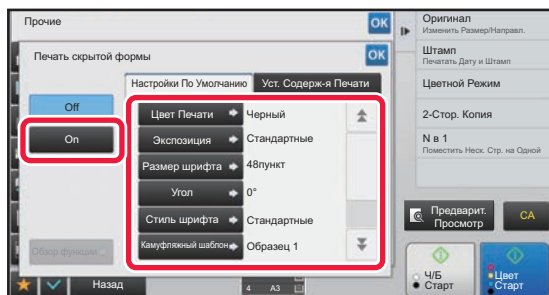 Прочие
OK
Печать скрытой формы
OK
Настройки По Умолчанию
Уст. Содерж-я Печати
Off
On
Цвет Печати
Черный
Экспозиция
Стандартные
Размер шрифта
48пункт
Угол
0°
Стиль шрифта
Стандартные
Камуфляжный шаблон
Образец 1
Обзор функции
Назад
4 A3
Оригинал
Изменить Размер/Направл.
Штамп
Печатать Дату и Штамп
Цветной Режим
2-Стор. Копия
N в 1
Поместить Неск. Стр. на Одной
Предварит.
Просмотр
CA
Ч/Б
Старт
Цвет
Старт